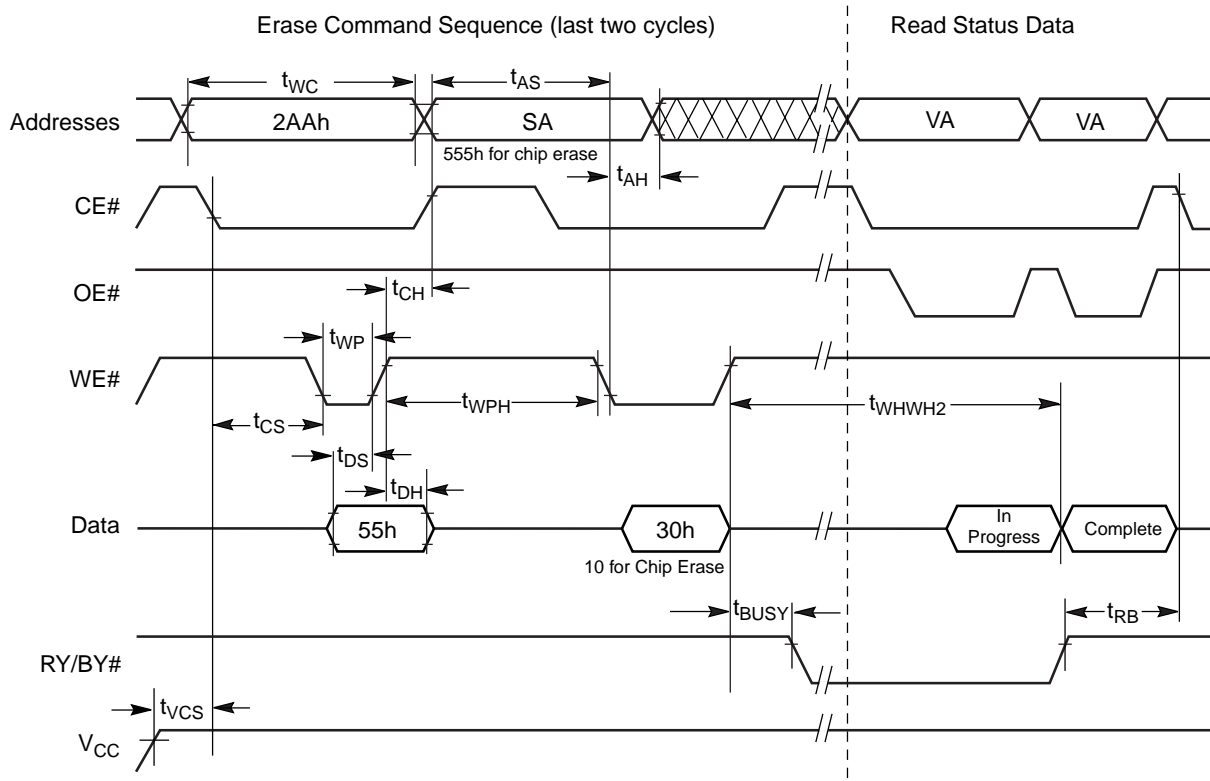 Erase Command Sequence (last two cycles)
Read Status Data
tWC
tAS
Addresses
2AAh
SA
VA
VA
555h for chip erase
tAH
CE#
OE#
tCH
tWP
WE#
tWPH
tWHWH2
tCS
tDS
tDH
Data
55h
30h
In
Progress
Complete
10 for Chip Erase
tBUSY
tRB
RY/BY#
tVCS
VCC